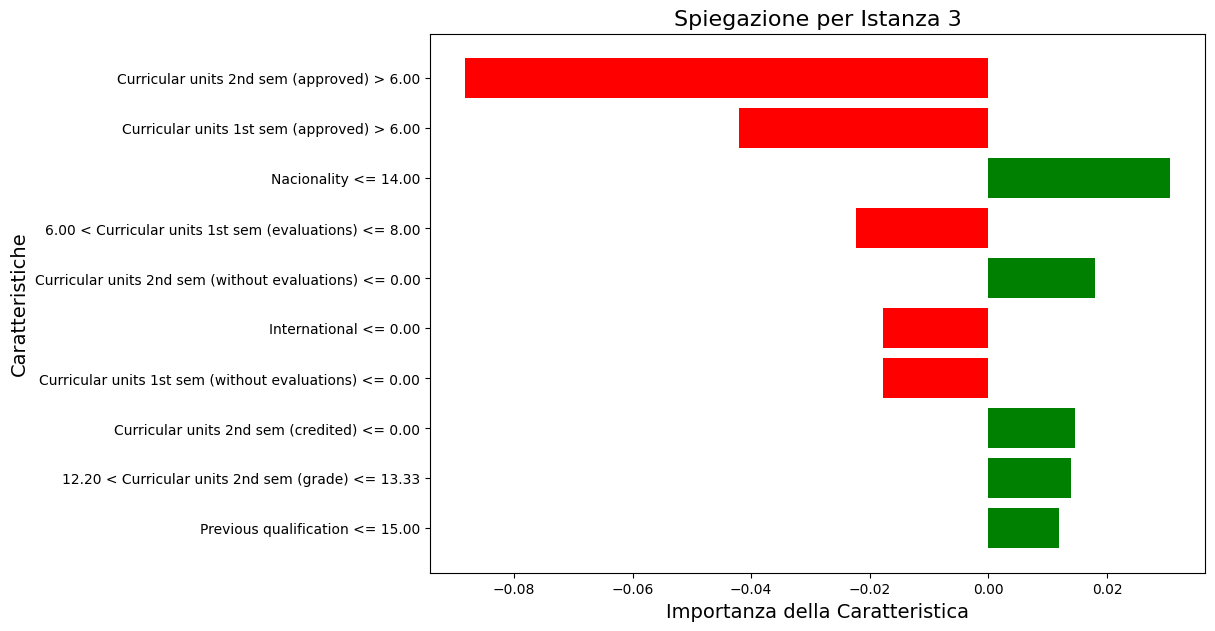 Spiegazione per Istanza 3
Caratteristiche
Curricular units 2nd sem (approved) > 6.00
Curricular units 1st sem (approved) > 6.00
Nacionality <= 14.00
6.00 < Curricular units 1st sem (evaluations) <= 8.00
Curricular units 2nd sem (without evaluations) <= 0.00
International <= 0.00
Curricular units 1st sem (without evaluations) <= 0.00
Curricular units 2nd sem (credited) <= 0.00
12.20 < Curricular units 2nd sem (grade) <= 13.33
Previous qualification <= 15.00
−0.08 −0.06 −0.04 −0.02 0.00 0.02
Importanza della Caratteristica